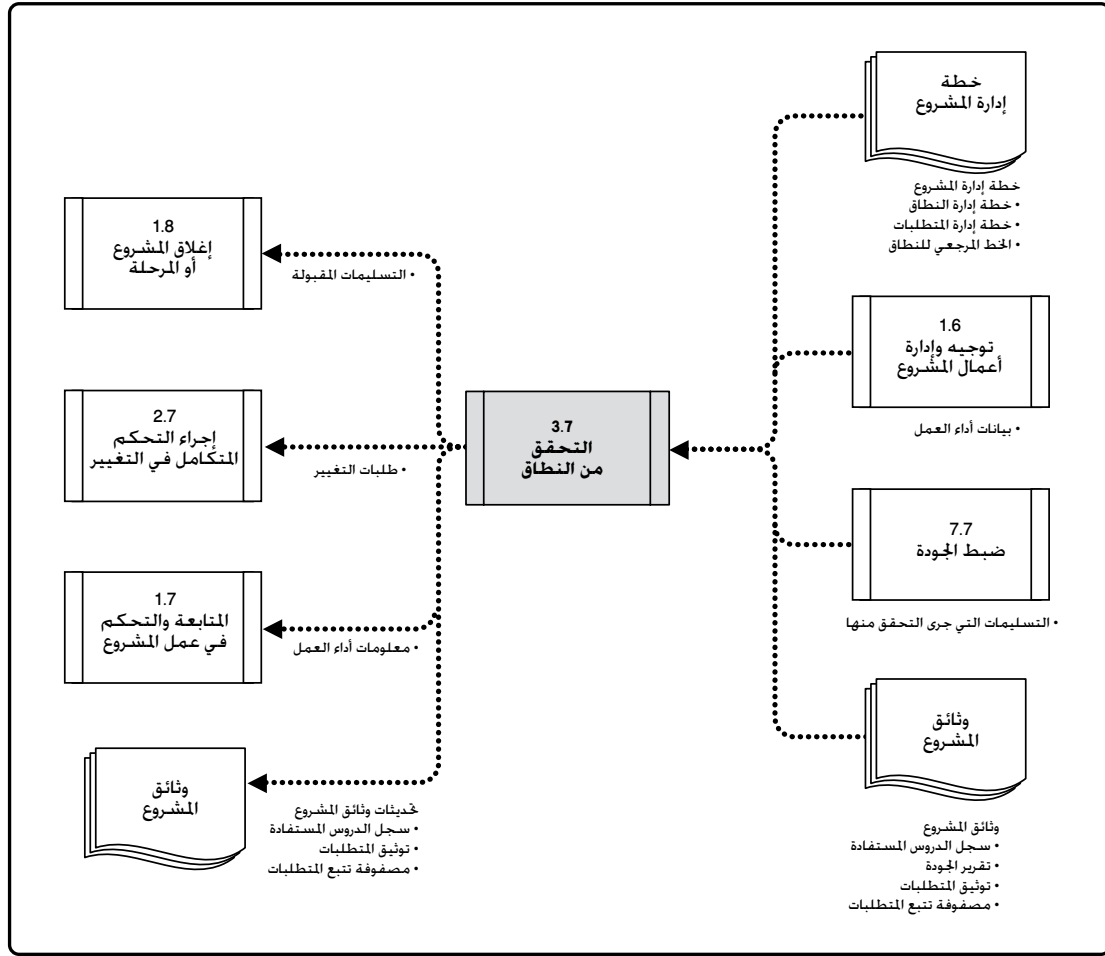 خطة
إدارة المشروع
خطة إدارة المشروع
• خطة إدارة النطاق
• خطة إدارة المتطلبات
• الخط المرجعي للنطاق
1.6
توجيه وإدارة
أعمال المشروع
• بيانات أداء العمل
7.7
ضبط الجودة
• التسليمات التي جرى التحقق منها
وثائق
المشروع
وثائق المشروع
• سجل الدروس المستفادة
• تقرير الجودة
• توثيق المتطلبات
• مصفوفة تتبع المتطلبات
3.7
التحقق
من النطاق
1.8
إغلاق المشروع
أو المرحلة
• التسليمات المقبولة
2.7
إجراء التحكم
المتكامل في التغيير
• طلبات التغيير
1.7
المتابعة والتحكم
في عمل المشروع
• معلومات أداء العمل
وثائق
المشروع
تحديثات وثائق المشروع
• سجل الدروس المستفادة
• توثيق المتطلبات
• مصفوفة تتبع المتطلبات